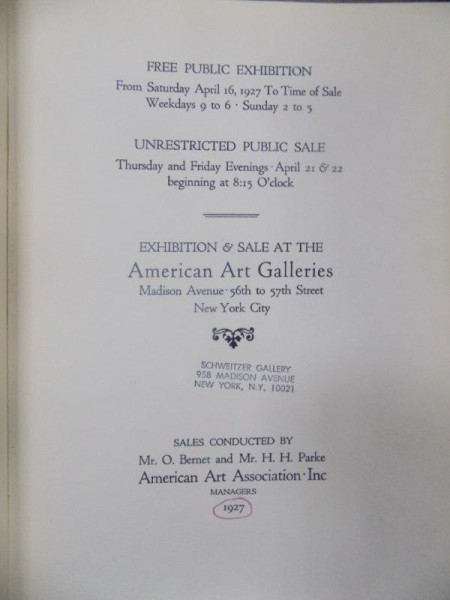 FREE PUBLIC EXHIBITION
From Saturday April 16, 1927 To Time of Sale
Weekdays 9 to 6 · Sunday 2 to 5
UNRESTRICTED PUBLIC SALE
Thursday and Friday Evenings · April 21 & 22
beginning at 8:15 O'clock
EXHIBITION & SALE AT THE
American Art Galleries
Madison Avenue · 56th to 57th Street
New York City
SCHWEITZER GALLERY
958 MADISON AVENUE
NEW YORK, N.Y. 10021
SALES CONDUCTED BY
Mr. O. Bernet and Mr. H. H. Parke
American Art Association · Inc
MANAGERS
1927